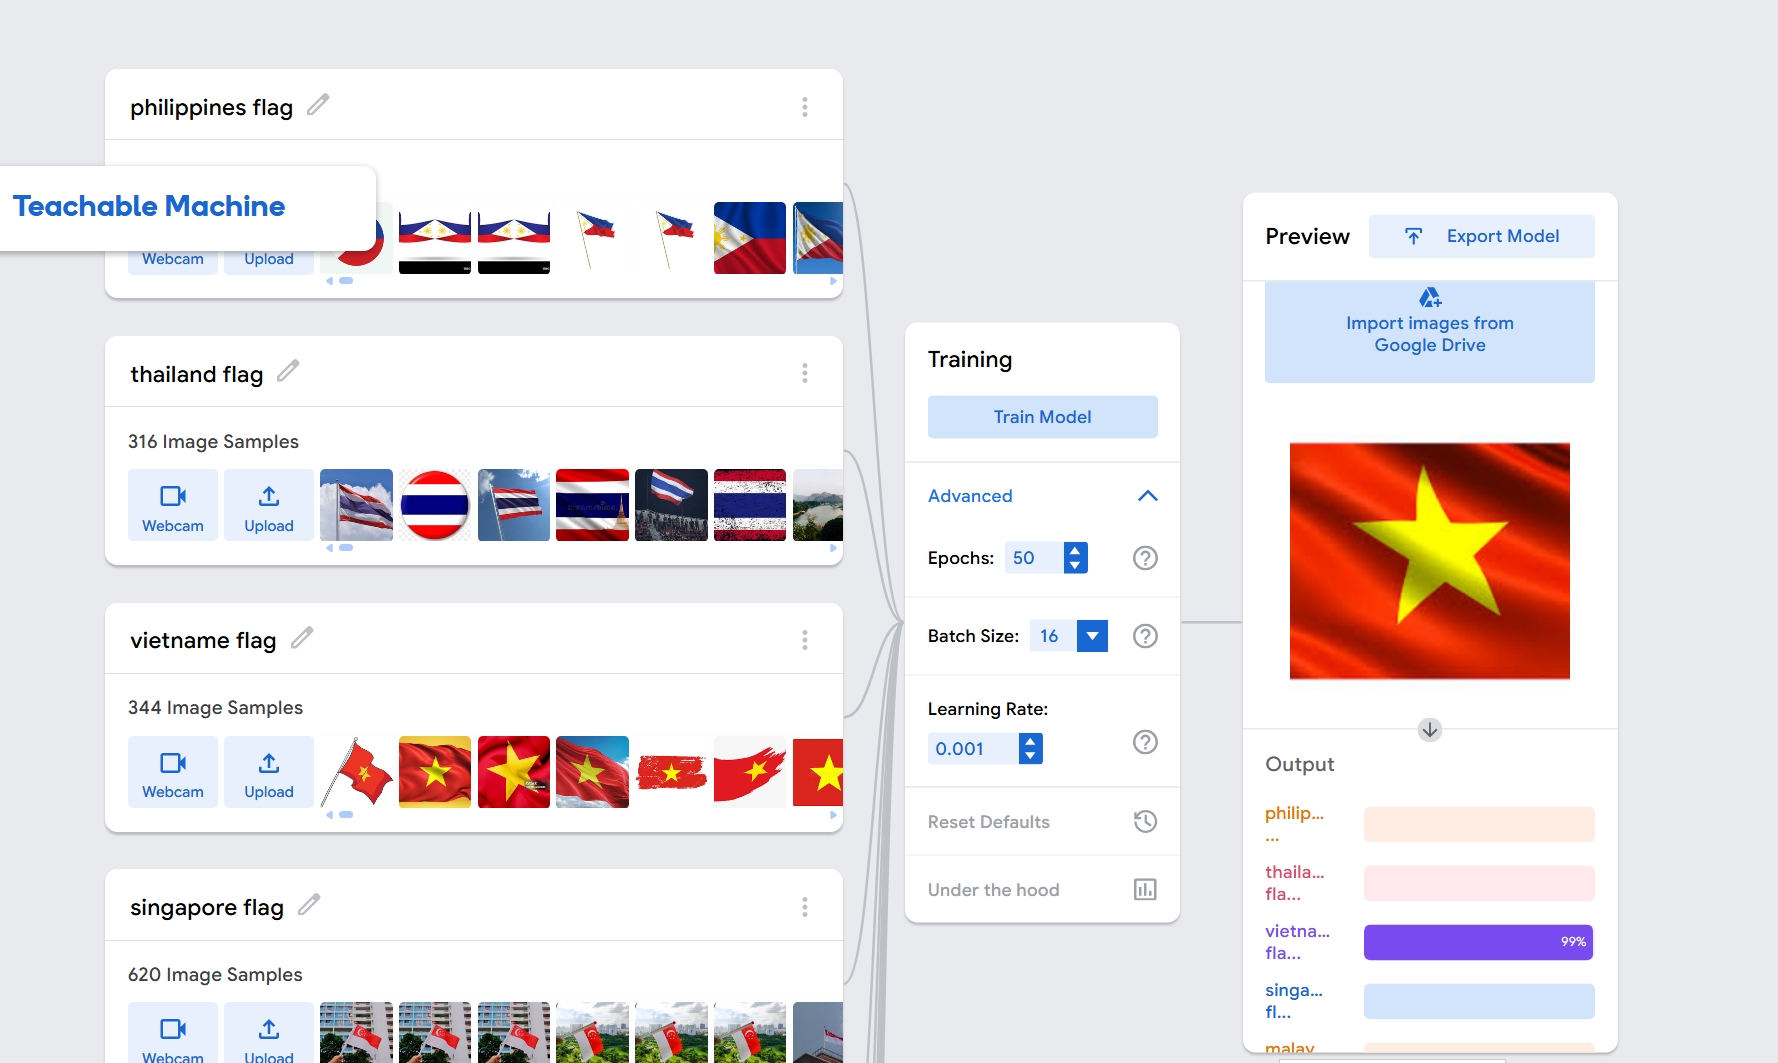 philippines flag
Teachable Machine
Webcam
Upload
thailand flag
316 Image Samples
Webcam
Upload
vietname flag
344 Image Samples
Webcam
Upload
singapore flag
620 Image Samples
Webcam
Upload
Training
Train Model
Advanced
Epochs: 50
Batch Size: 16
Learning Rate:
0.001
Reset Defaults
Under the hood
Preview
Export Model
Import images from
Google Drive
Output
philip...
...
thaila...
fla...
vietna...
fla...
99%
singa...
fl...
malay